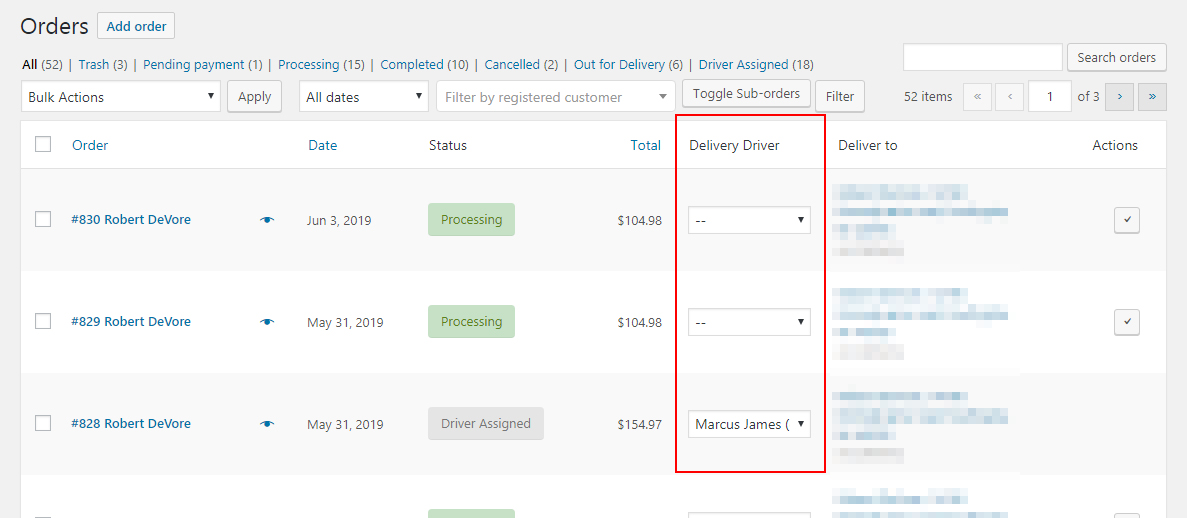 Orders Add order
All (52) | Trash (3) | Pending payment (1) | Processing (15) | Completed (10) | Cancelled (2) | Out for Delivery (6) | Driver Assigned (18)
Search orders
Bulk Actions Apply All dates Filter by registered customer Toggle Sub-orders Filter 52 items « ‹ 1 of 3 › »
Order Date Status Total Delivery Driver Deliver to Actions
#830 Robert DeVore Jun 3, 2019 Processing $104.98 --
#829 Robert DeVore May 31, 2019 Processing $104.98 --
#828 Robert DeVore May 31, 2019 Driver Assigned $154.97 Marcus James (